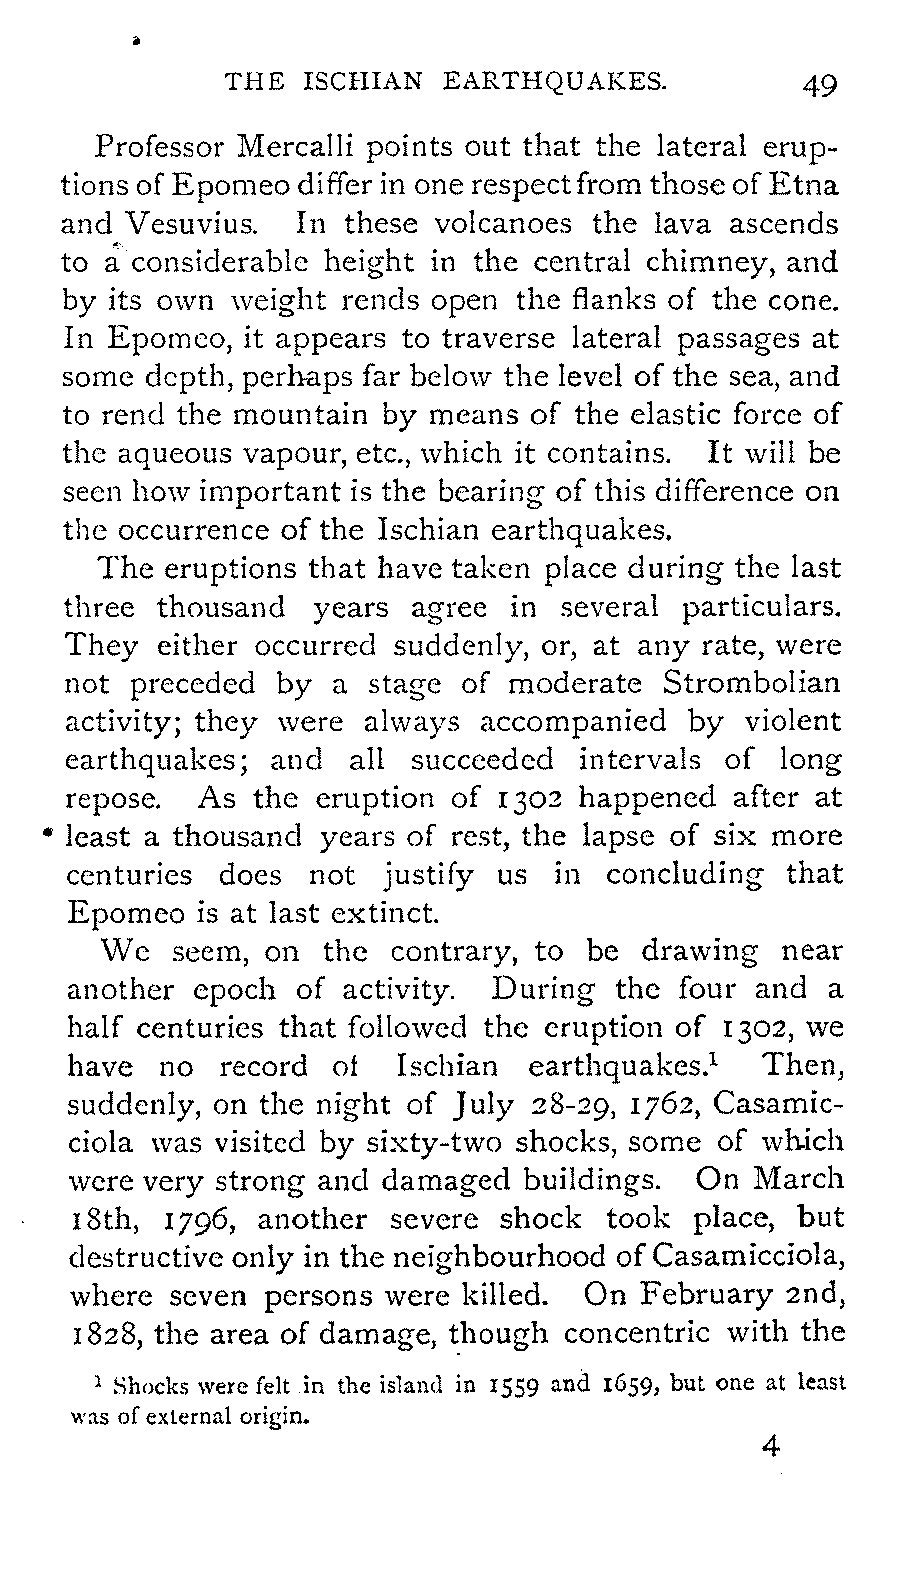 THE ISCHIAN EARTHQUAKES. 49
Professor Mercalli points out that the lateral erup-
tions of Epomeo differ in one respect from those of Etna
and Vesuvius. In these volcanoes the lava ascends
to a considerable height in the central chimney, and
by its own weight rends open the flanks of the cone.
In Epomeo, it appears to traverse lateral passages at
some depth, perhaps far below the level of the sea, and
to rend the mountain by means of the elastic force of
the aqueous vapour, etc., which it contains. It will be
seen how important is the bearing of this difference on
the occurrence of the Ischian earthquakes.
The eruptions that have taken place during the last
three thousand years agree in several particulars.
They either occurred suddenly, or, at any rate, were
not preceded by a stage of moderate Strombolian
activity; they were always accompanied by violent
earthquakes; and all succeeded intervals of long
repose. As the eruption of 1302 happened after at
least a thousand years of rest, the lapse of six more
centuries does not justify us in concluding that
Epomeo is at last extinct.
We seem, on the contrary, to be drawing near
another epoch of activity. During the four and a
half centuries that followed the eruption of 1302, we
have no record of Ischian earthquakes.¹ Then,
suddenly, on the night of July 28-29, 1762, Casamic-
ciola was visited by sixty-two shocks, some of which
were very strong and damaged buildings. On March
18th, 1796, another severe shock took place, but
destructive only in the neighbourhood of Casamicciola,
where seven persons were killed. On February 2nd,
1828, the area of damage, though concentric with the
¹ Shocks were felt in the island in 1559 and 1659, but one at least
was of external origin.
4